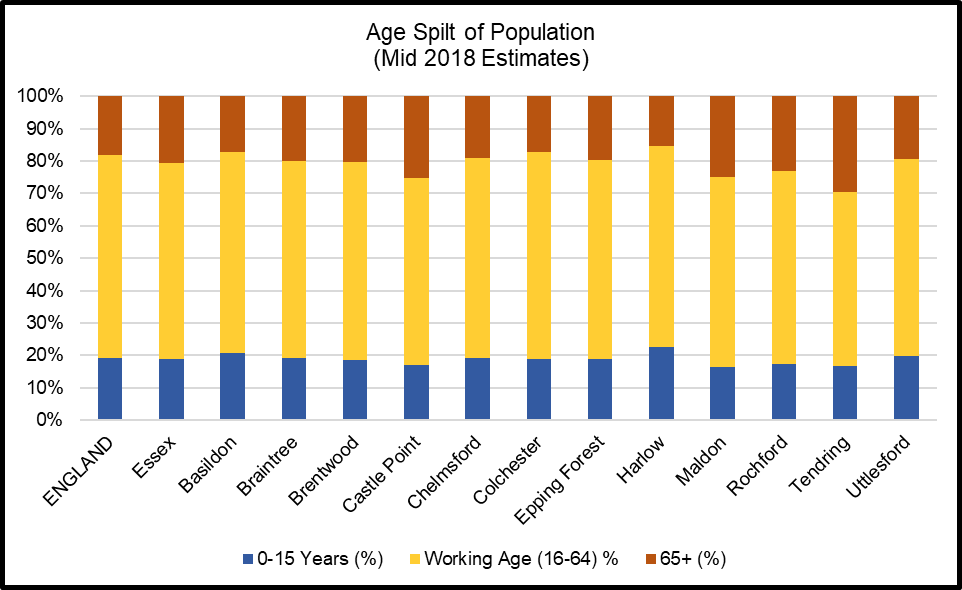 Age Spilt of Population
(Mid 2018 Estimates)
100%
90%
80%
70%
60%
50%
40%
30%
20%
10%
0%
ENGLAND
Essex
Basildon
Braintree
Brentwood
Castle Point
Chelmsford
Colchester
Epping Forest
Harlow
Maldon
Rochford
Tendring
Uttlesford
0-15 Years (%)
Working Age (16-64) %
65+ (%)